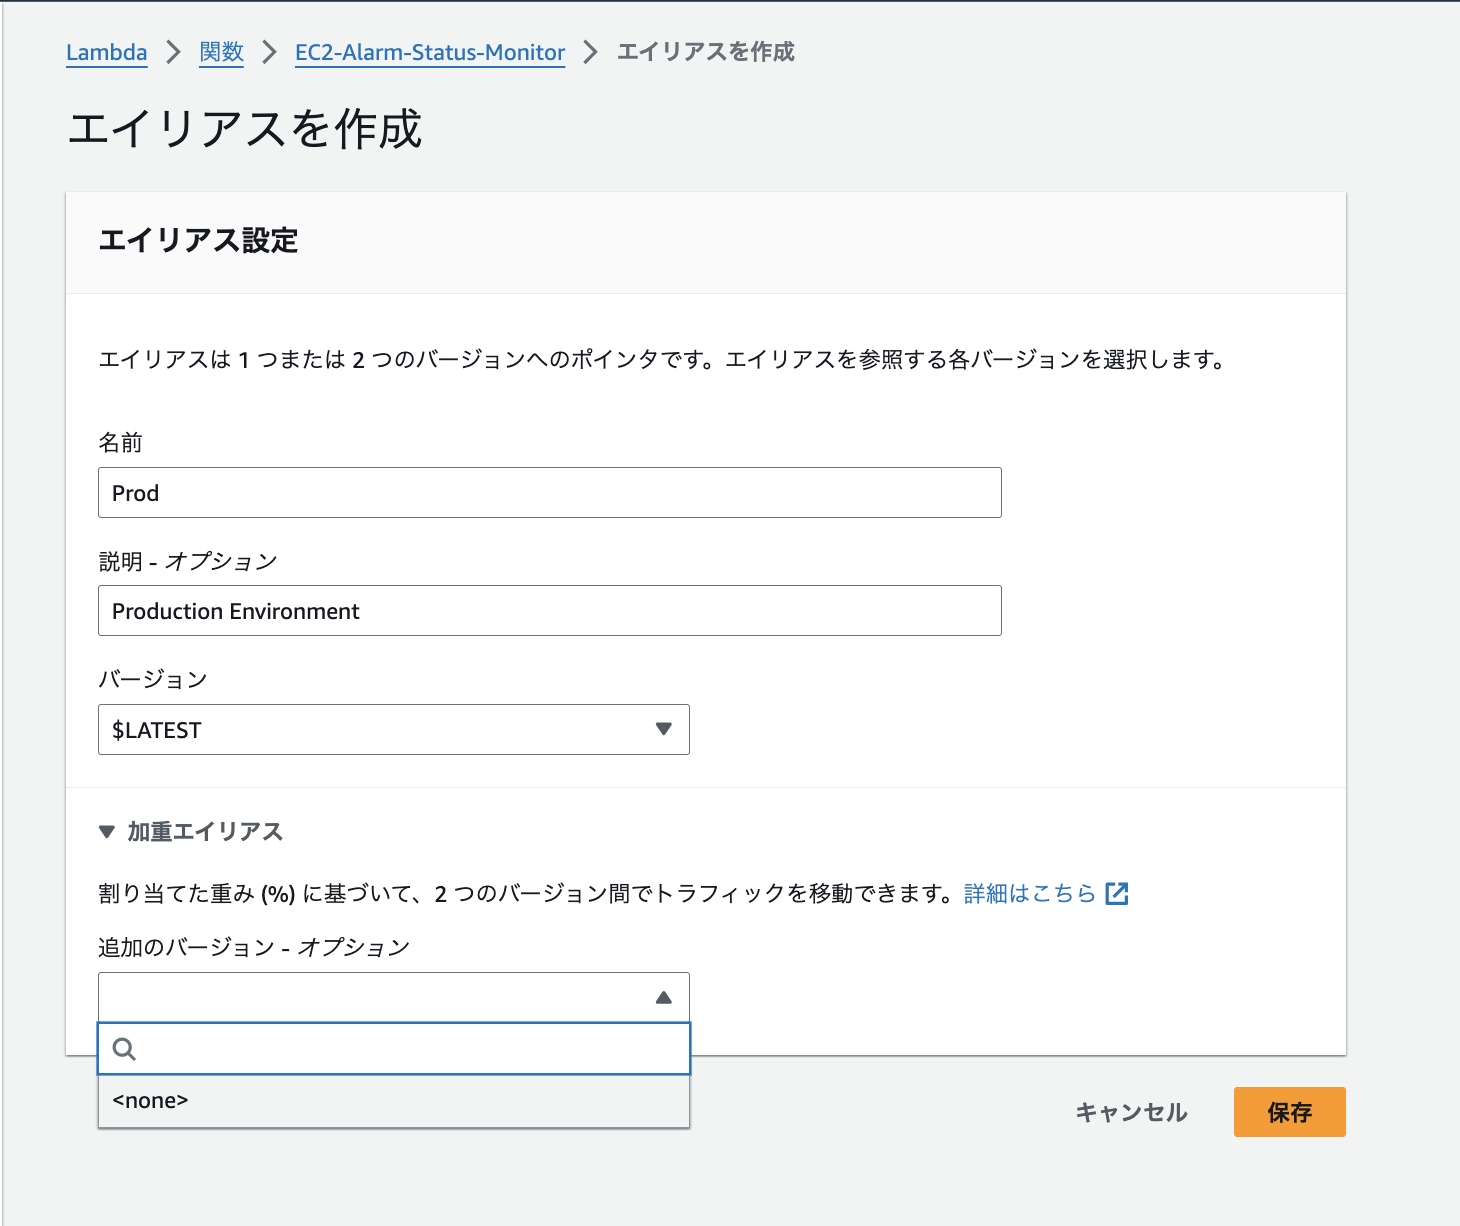 Lambda > 関数 > EC2-Alarm-Status-Monitor > エイリアスを作成
エイリアスを作成
エイリアス設定
エイリアスは 1 つまたは 2 つのバージョンへのポインタです。エイリアスを参照する各バージョンを選択します。
名前
Prod
説明 - オプション
Production Environment
バージョン
$LATEST
加重エイリアス
割り当てた重み (%) に基づいて、2 つのバージョン間でトラフィックを移動できます。詳細はこちら
追加のバージョン - オプション
<none>
キャンセル 保存